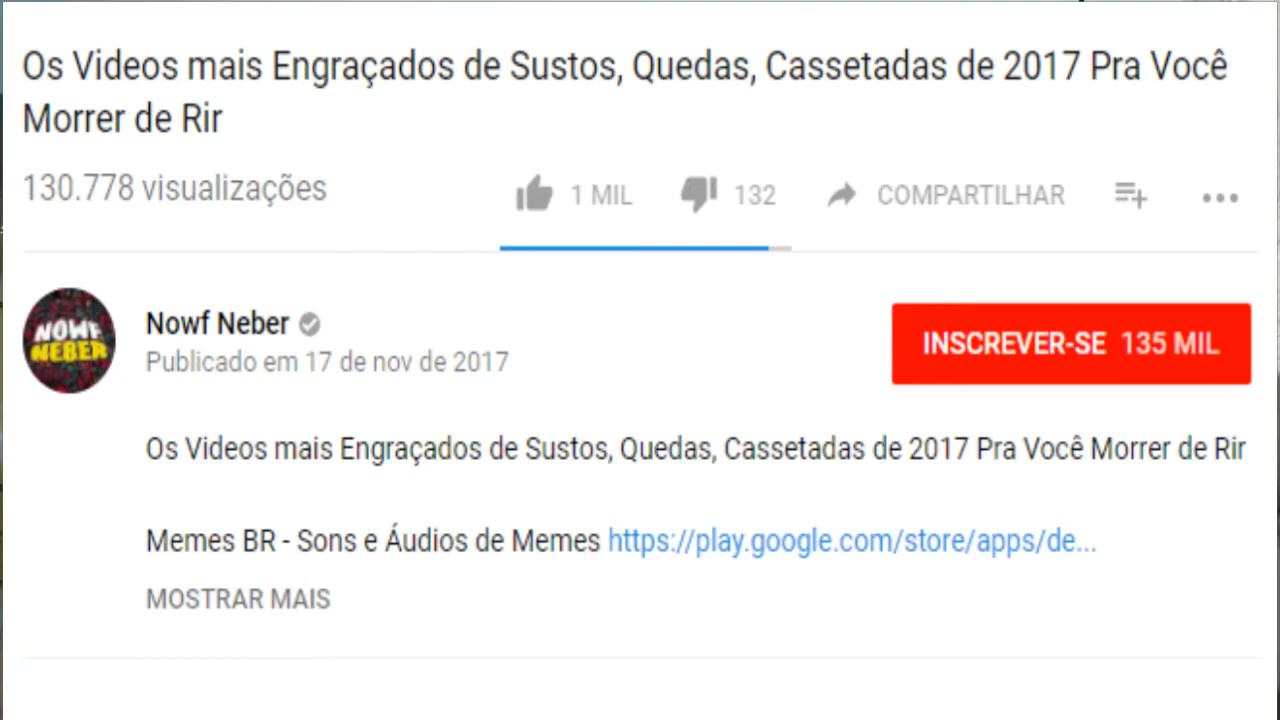 Os Videos mais Engraçados de Sustos, Quedas, Cassetadas de 2017 Pra Você
Morrer de Rir
130.778 visualizações
1 MIL
132
COMPARTILHAR
NOWF
NEBER
Nowf Neber
Publicado em 17 de nov de 2017
INSCREVER-SE 135 MIL
Os Videos mais Engraçados de Sustos, Quedas, Cassetadas de 2017 Pra Você Morrer de Rir
Memes BR - Sons e Áudios de Memes https://play.google.com/store/apps/de...
MOSTRAR MAIS